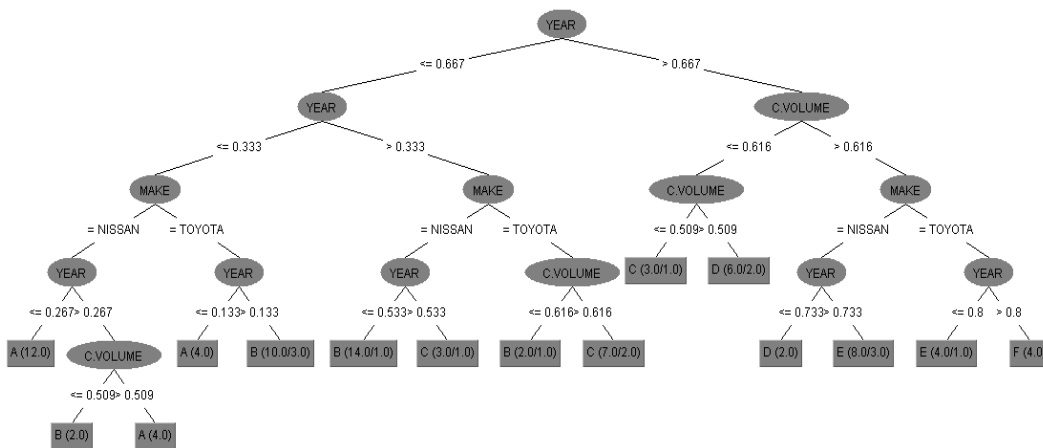 YEAR
<= 0.667 > 0.667
YEAR C.VOLUME
<= 0.333 > 0.333 <= 0.616 > 0.616
MAKE MAKE C.VOLUME MAKE
= NISSAN = TOYOTA = NISSAN = TOYOTA <= 0.509 > 0.509 = NISSAN = TOYOTA
YEAR YEAR YEAR C.VOLUME C (3.0/1.0) D (6.0/2.0) YEAR YEAR
<= 0.267 > 0.267 <= 0.133 > 0.133 <= 0.533 > 0.533 <= 0.616 > 0.616 <= 0.733 > 0.733 <= 0.8 > 0.8
A (12.0) C.VOLUME A (4.0) B (10.0/3.0) B (14.0/1.0) C (3.0/1.0) B (2.0/1.0) C (7.0/2.0) D (2.0) E (8.0/3.0) E (4.0/1.0) F (4.0
<= 0.509 > 0.509
B (2.0) A (4.0)